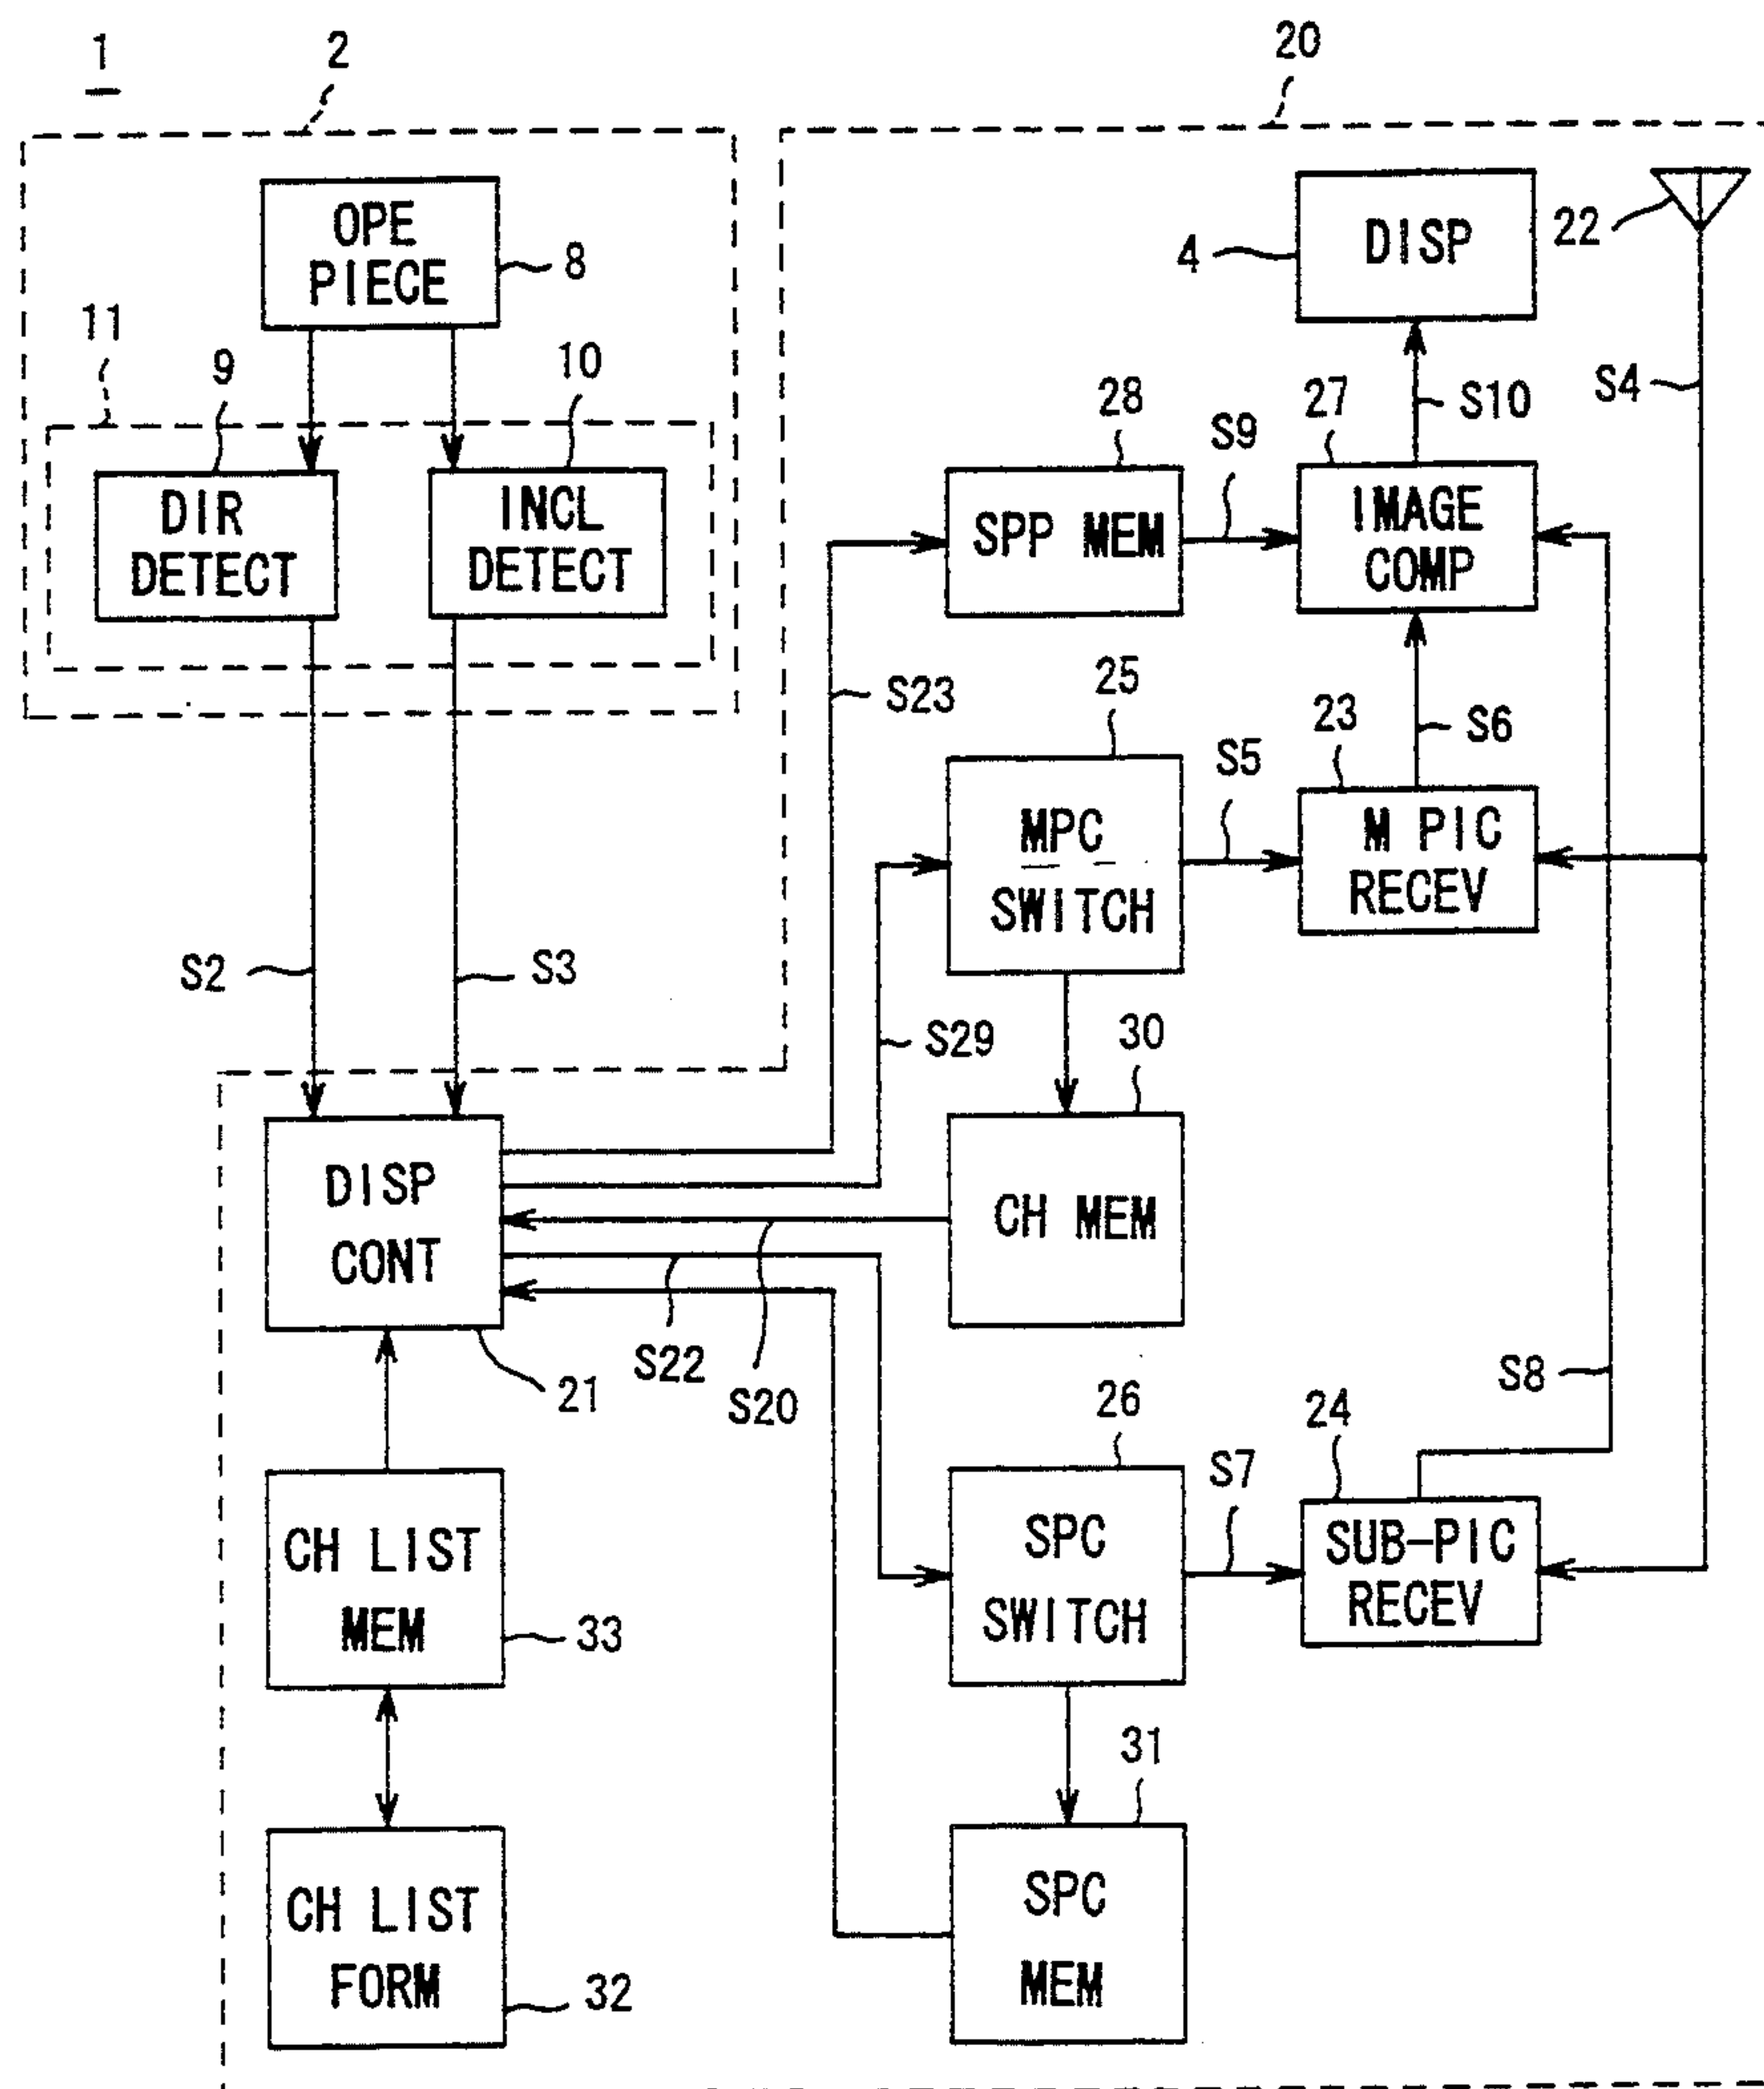 1
2
20
OPE
PIECE
8
DISP
4
22
11
9
10
S10
S4
28
S9
27
DIR
DETECT
INCL
DETECT
SPP MEM
IMAGE
COMP
S23
25
S6
23
S5
MPC
SWITCH
M PIC
RECEV
S2
S3
S29
30
DISP
CONT
CH MEM
S22
S20
21
S8
26
24
S7
CH LIST
MEM
33
SPC
SWITCH
SUB-PIC
RECEV
31
CH LIST
FORM
32
SPC
MEM